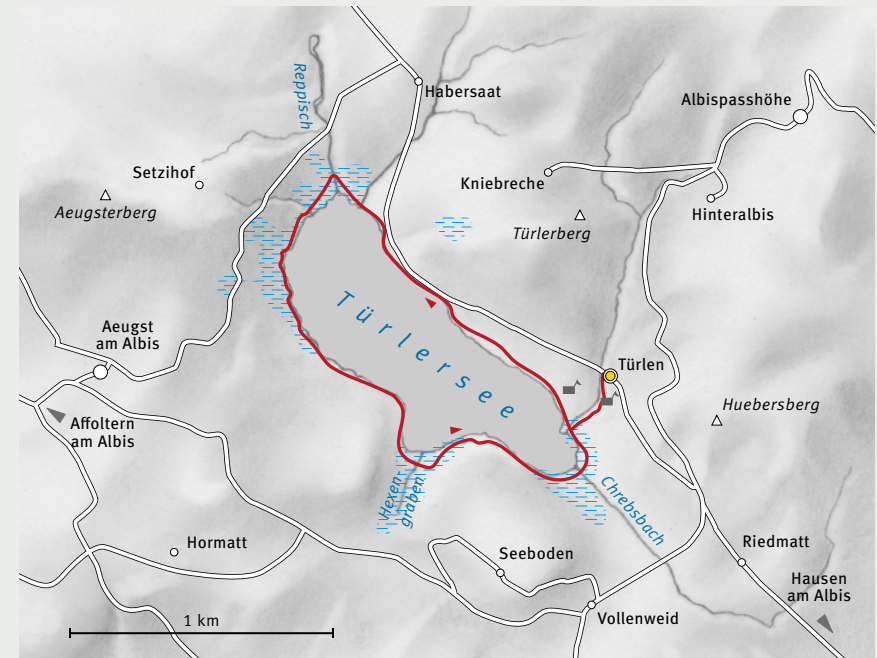 Reppisch
Habersaat
Albispasshöhe
Setzihof
Kniebreche
Aeugsterberg
Hinteralbis
Türlerberg
Türlersee
Aeugst
am Albis
Türlen
Huebersberg
Affoltern
am Albis
Hexen-
graben
Chrebsbach
Hormatt
Seeboden
Riedmatt
Hausen
am Albis
1 km
Vollenweid